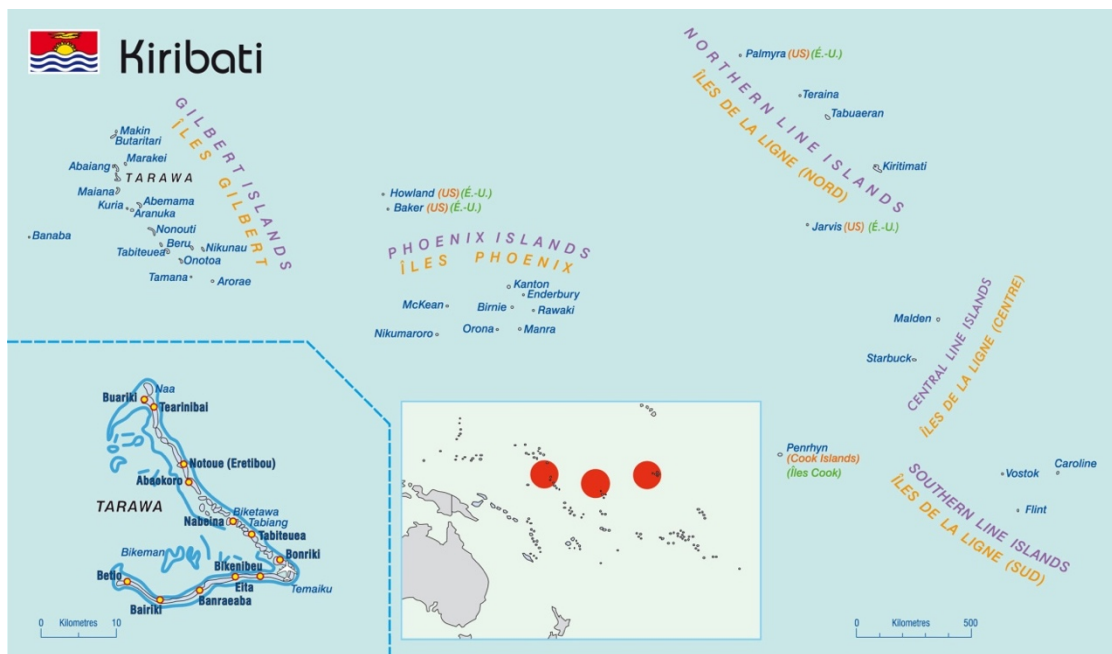 Kiribati
GILBERT ISLANDS
ÎLES GILBERT
Makin
Butaritari
Marakei
Abaiang
TARAWA
Maiana
Abemama
Kuria
Aranuka
Nonouti
Banaba
Beru
Nikunau
Tabiteuea
Onotoa
Tamana
Arorae
Howland (US) (É.-U.)
Baker (US) (É.-U.)
PHOENIX ISLANDS
ÎLES PHOENIX
Kanton
Enderbury
McKean
Birnie
Rawaki
Nikumaroro
Orona
Manra
NORTHERN LINE ISLANDS
ÎLES DE LA LIGNE (NORD)
Palmyra (US) (É.-U.)
Teraina
Tabuaeran
Kiritimati
Jarvis (US) (É.-U.)
CENTRAL LINE ISLANDS
ÎLES DE LA LIGNE (CENTRE)
Malden
Starbuck
Penrhyn
(Cook Islands)
(Îles Cook)
SOUTHERN LINE ISLANDS
ÎLES DE LA LIGNE (SUD)
Vostok
Caroline
Flint
Naa
Buariki
Tearinibai
Notoue (Eretibou)
Abaokoro
TARAWA
Biketawa
Nabeina
Tabiang
Tabiteuea
Bikeman
Bonriki
Betio
Bikenibeu
Eita
Temaiku
Banraeaba
Bairiki
0 Kilometres 10
0 Kilometres 500